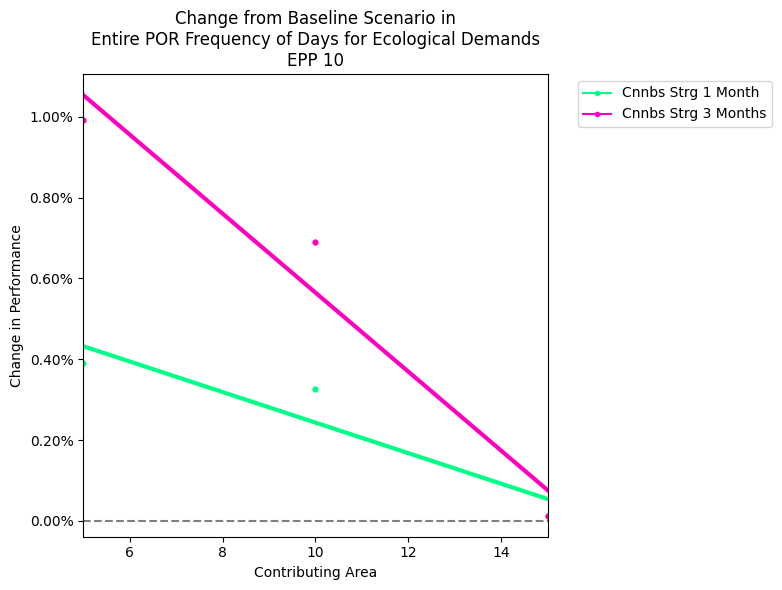 Change from Baseline Scenario in
Entire POR Frequency of Days for Ecological Demands
EPP 10
Cnnbs Strg 1 Month
Cnnbs Strg 3 Months
Change in Performance
1.00%
0.80%
0.60%
0.40%
0.20%
0.00%
6 8 10 12 14
Contributing Area